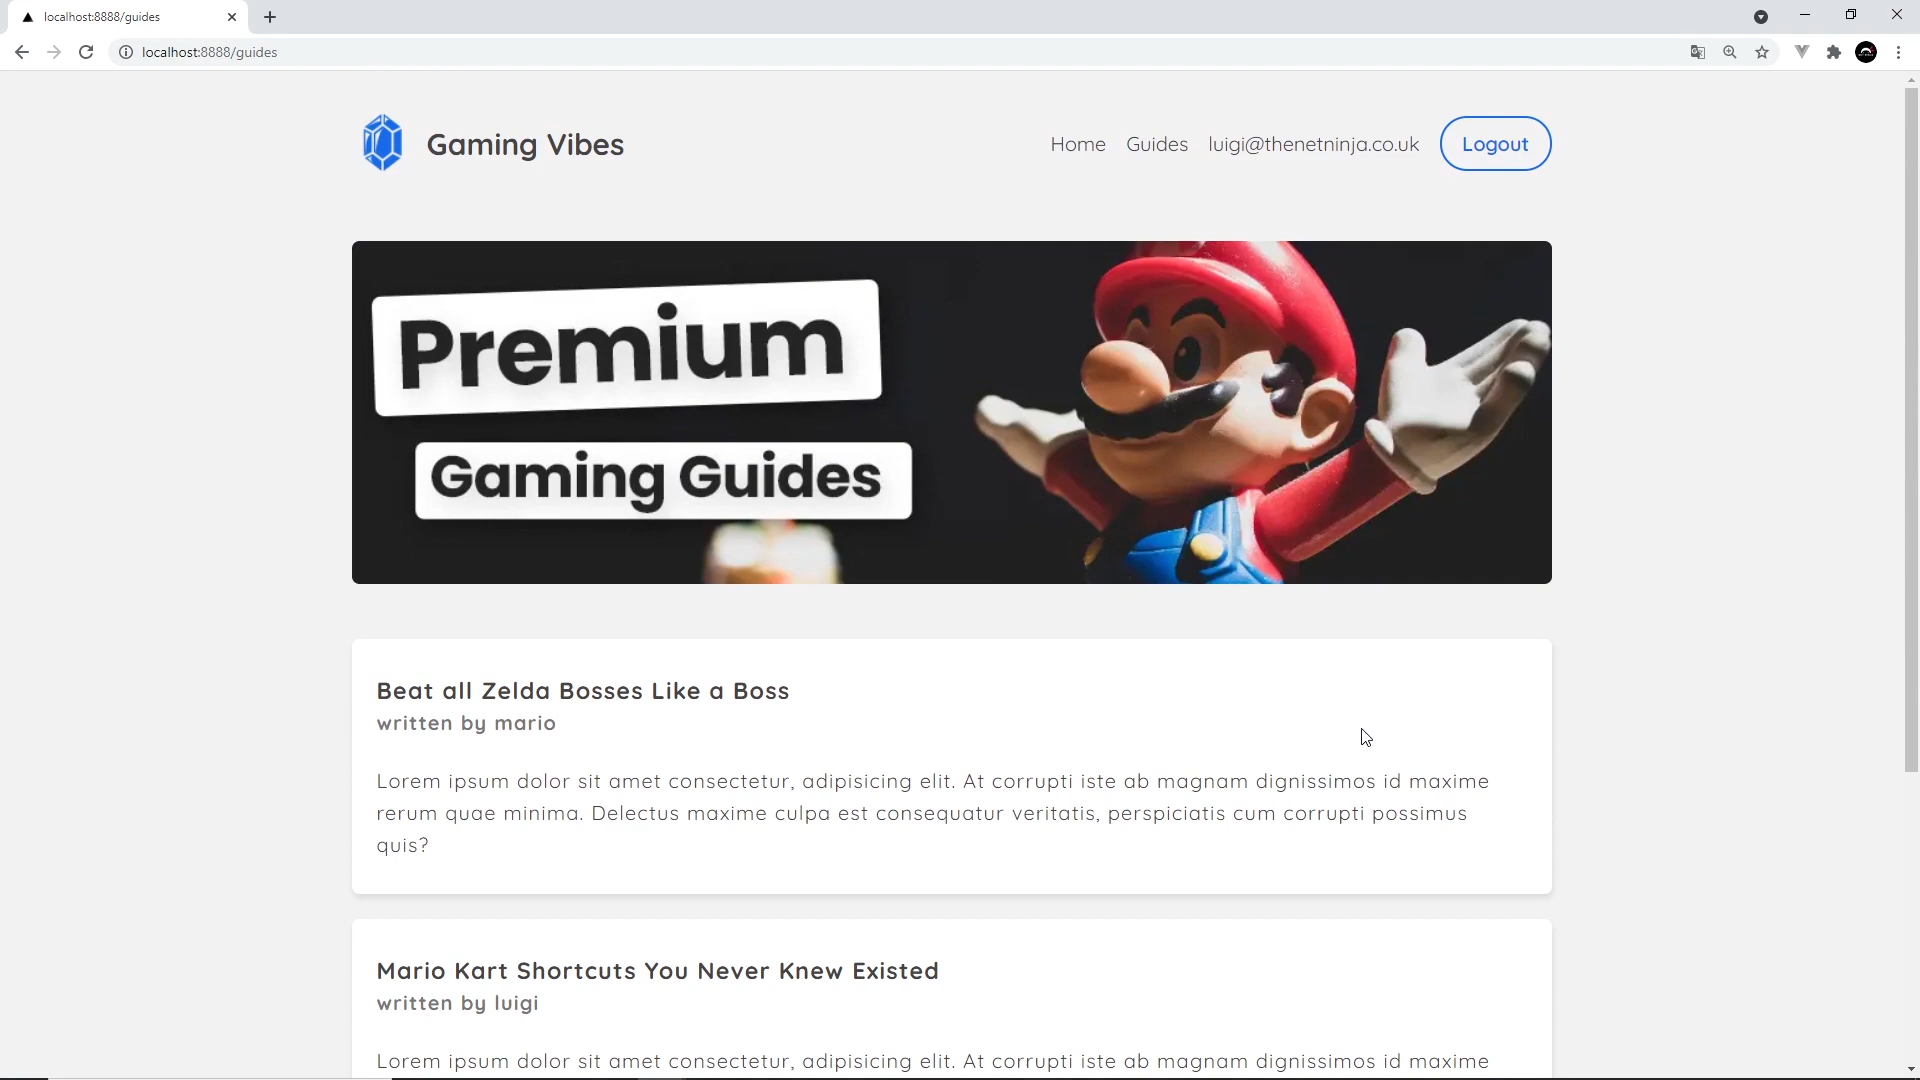 localhost:8888/guides
localhost:8888/guides
Gaming Vibes
Home Guides luigi@thenetninja.co.uk Logout
Premium
Gaming Guides
Beat all Zelda Bosses Like a Boss
written by mario
Lorem ipsum dolor sit amet consectetur, adipisicing elit. At corrupti iste ab magnam dignissimos id maxime
rerum quae minima. Delectus maxime culpa est consequatur veritatis, perspiciatis cum corrupti possimus
quis?
Mario Kart Shortcuts You Never Knew Existed
written by luigi
Lorem ipsum dolor sit amet consectetur, adipisicing elit. At corrupti iste ab magnam dignissimos id maxime